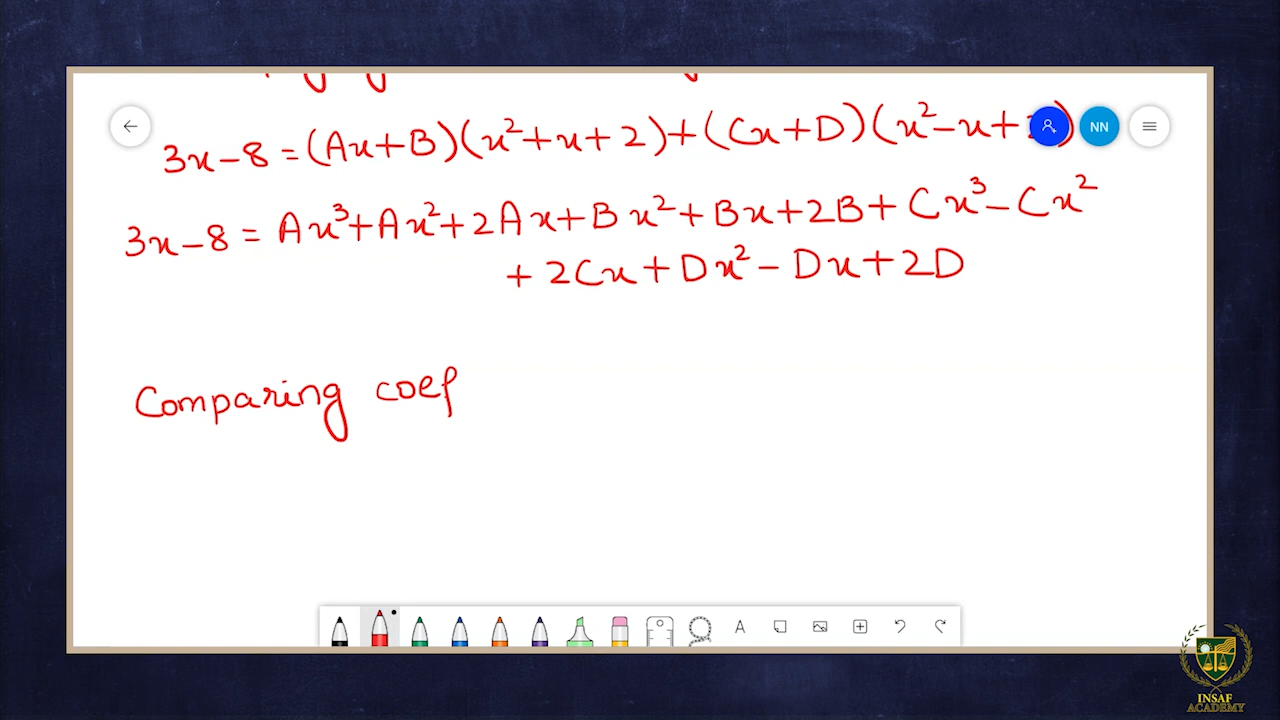 3x-8 = (Ax+B)(x²+x+2)+(Cx+D)(x²-x+
NN
3x-8 = Ax³+Ax²+2Ax+Bx²+Bx+2B+Cx³-Cx²
+2Cx+Dx²-Dx+2D
Comparing coef
A
INSAF
ACADEMY